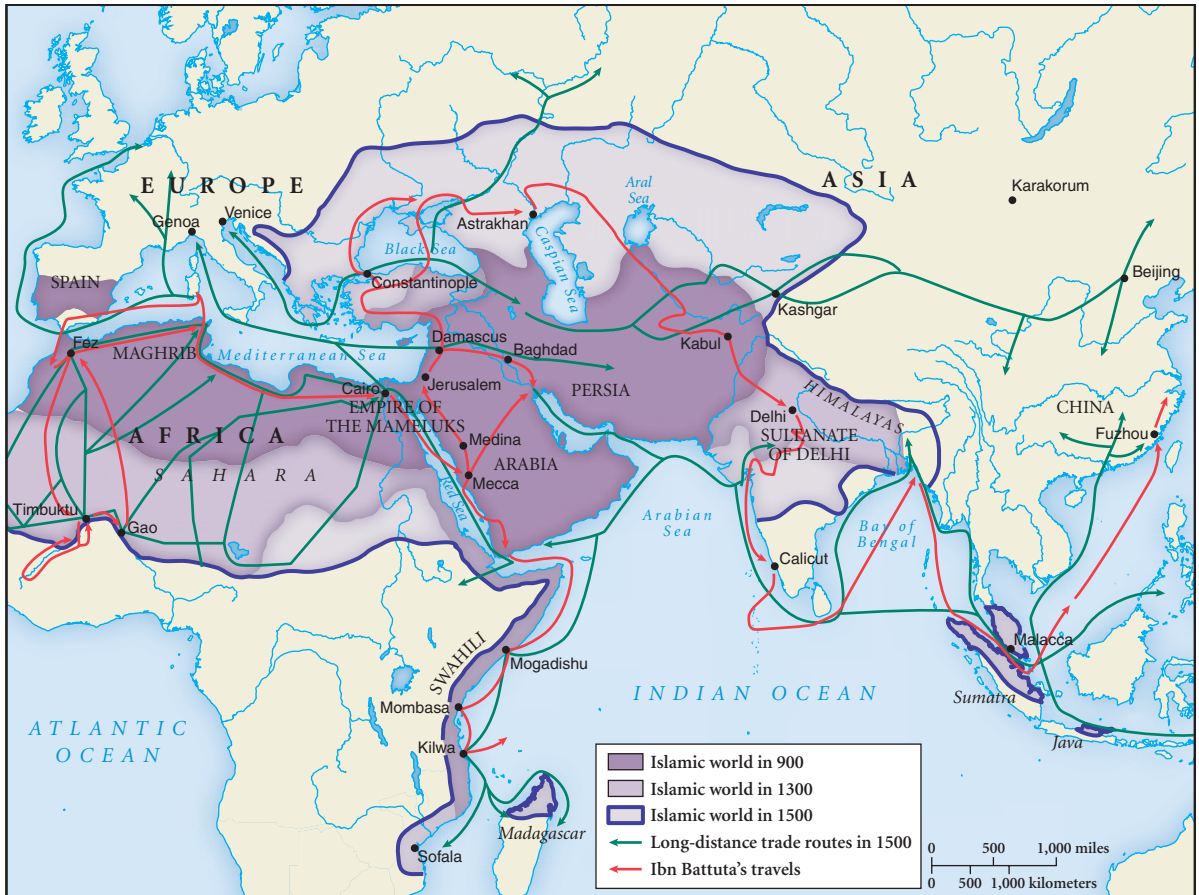 EUROPE
ASIA
Aral
Sea
Karakorum
Genoa
Venice
Astrakhan
Black Sea
Caspian Sea
SPAIN
Constantinople
Beijing
Kashgar
Fez
MAGHRIB
Mediterranean Sea
Damascus
Baghdad
Kabul
Cairo
Jerusalem
PERSIA
HIMALAYAS
EMPIRE OF
THE MAMELUKS
Delhi
SULTANATE
OF DELHI
CHINA
Fuzhou
AFRICA
Medina
ARABIA
SAHARA
Mecca
Red Sea
Timbuktu
Gao
Arabian
Sea
Bay of
Bengal
Calicut
SWAHILI
Mogadishu
Malacca
Sumatra
INDIAN OCEAN
Mombasa
ATLANTIC
OCEAN
Kilwa
Java
Madagascar
Sofala
Islamic world in 900
Islamic world in 1300
Islamic world in 1500
Long-distance trade routes in 1500
Ibn Battuta's travels
0 500 1,000 miles
0 500 1,000 kilometers